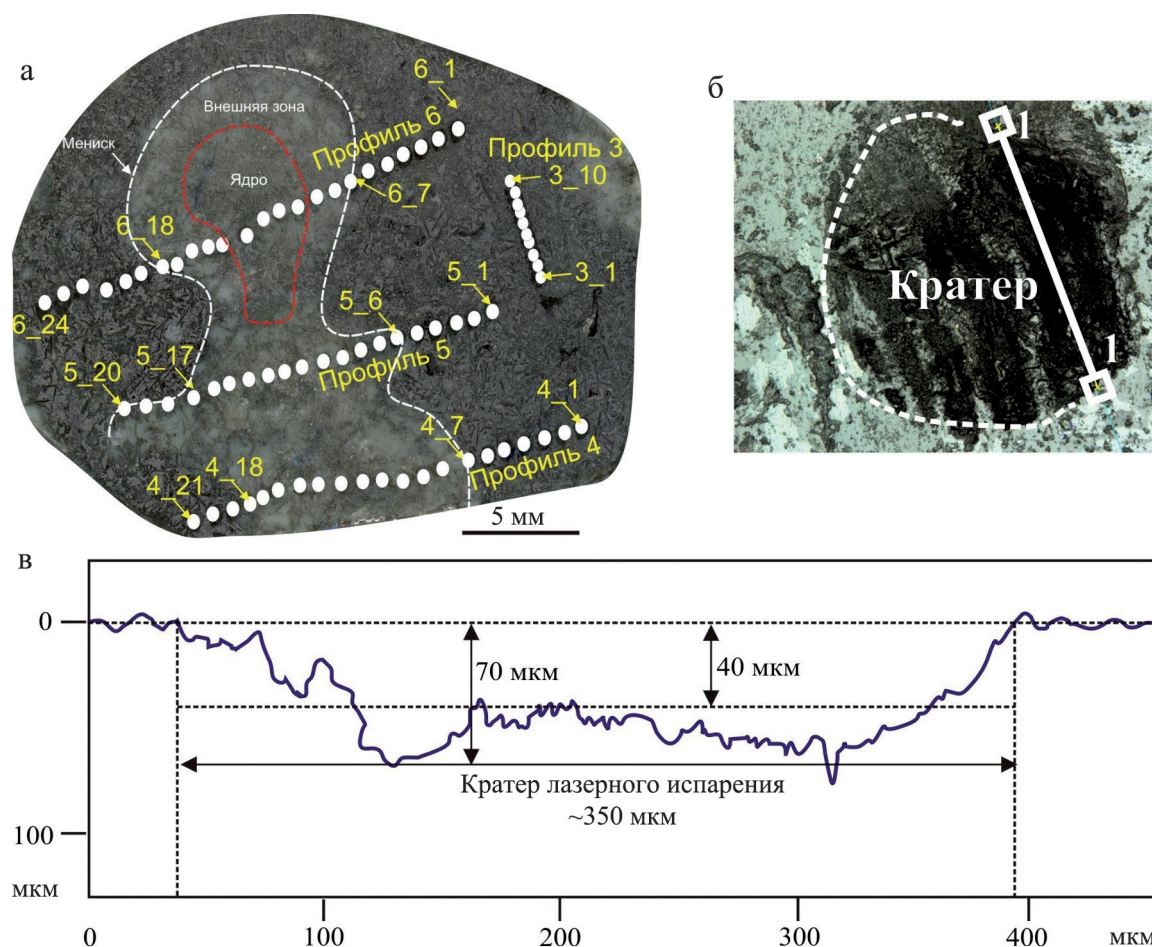 а
6_1
Внешняя зона
Профиль 6
Мениск
Ядро
6_7
6_18
6_24
Профиль 3
3_10
3_1
5_1
5_6
Профиль 5
5_17
5_20
4_1
4_7
Профиль 4
4_18
4_21
5 мм
б
1
Кратер
1
в
0
70 мкм
40 мкм
Кратер лазерного испарения
~350 мкм
100
мкм
0
100
200
300
400
мкм